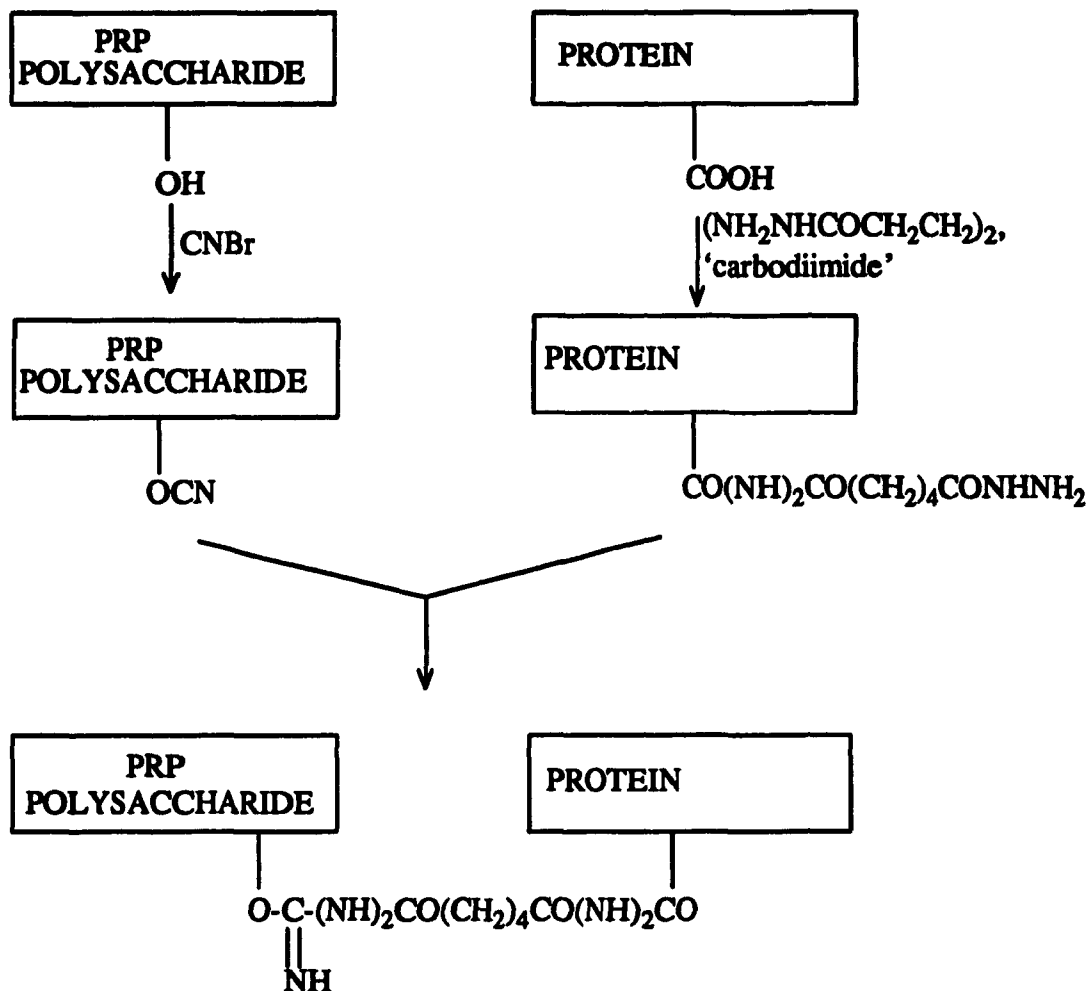 PRP
POLYSACCHARIDE
PROTEIN
OH
COOH
CNBr
(NH₂NHCOCH₂CH₂)₂,
‘carbodiimide’
PRP
POLYSACCHARIDE
PROTEIN
OCN
CO(NH)₂CO(CH₂)₄CONHNH₂
PRP
POLYSACCHARIDE
PROTEIN
O-C-(NH)₂CO(CH₂)₄CO(NH)₂CO
NH